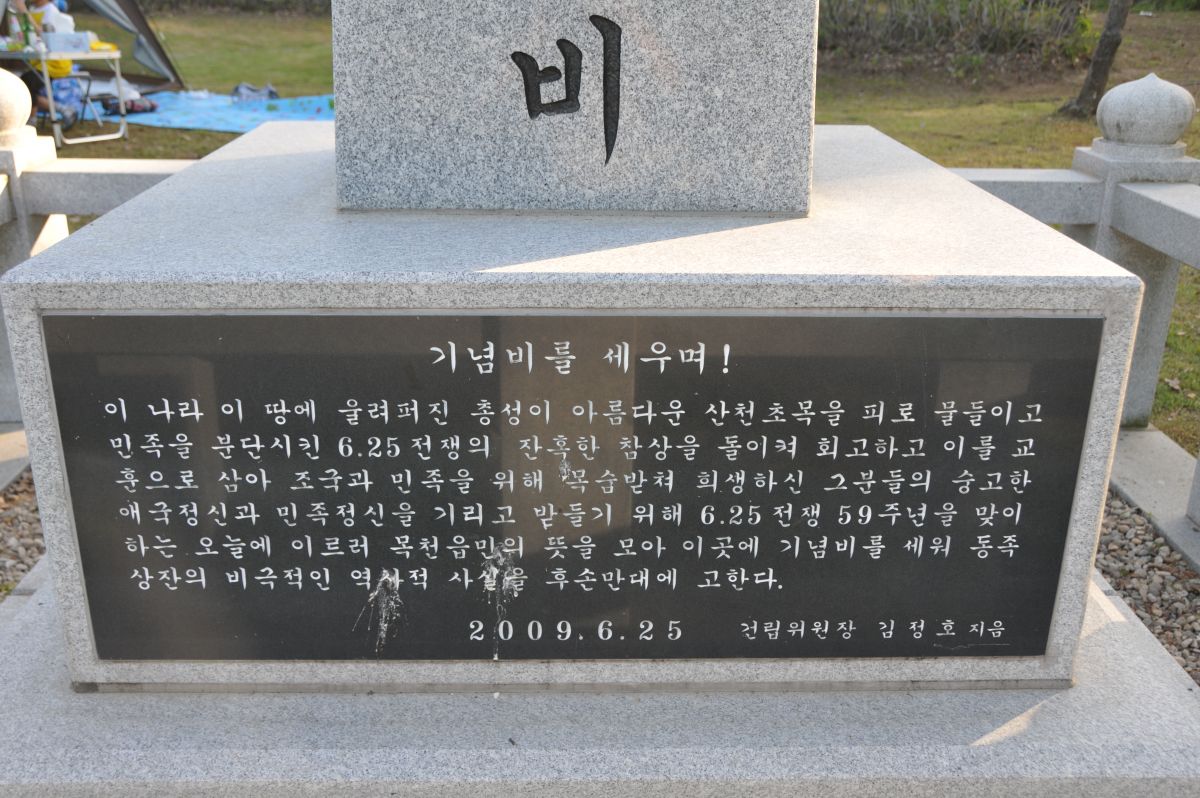 비
기념비를 세우며!
이 나라 이 땅에 울려퍼진 총성이 아름다운 산천초목을 피로 물들이고
민족을 분단시킨 6.25전쟁의 잔혹한 참상을 돌이켜 회고하고 이를 교
훈으로 삼아 조국과 민족을 위해 목숨받쳐 희생하신 그분들의 숭고한
애국정신과 민족정신을 기리고 받들기 위해 6.25전쟁 59주년을 맞이
하는 오늘에 이르러 목천읍민의 뜻을 모아 이곳에 기념비를 세워 동족
상잔의 비극적인 역사적 사실을 후손만대에 고한다.
2009.6.25 건립위원장 김정호지음